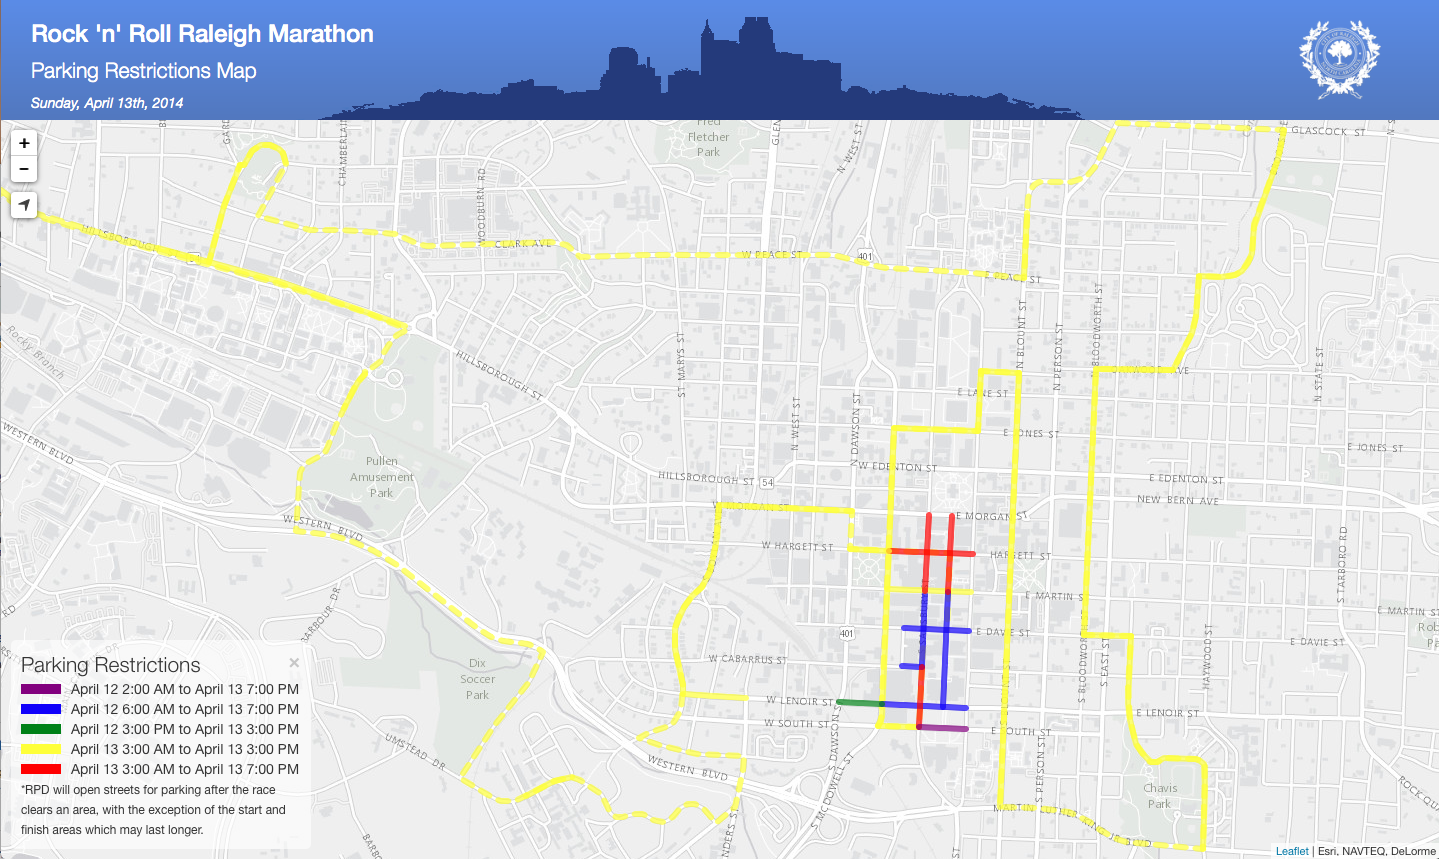 Rock 'n' Roll Raleigh Marathon
Parking Restrictions Map
Sunday, April 13th, 2014
+
−
Fred
Fletcher
Park
GLASCOCK ST
N WEST ST
WOODBURN RD
HILLSBOROUGH
CLARK AVE
W PEACE ST
401
E PEACE ST
Rocky Branch
HILLSBOROUGH ST
ST MARYS ST
N WEST ST
N DAWSON ST
N BLOUNT ST
N PERSON ST
BLOODWORTH ST
AVE
N STATE ST
E LANE ST
E JONES ST
E JONES ST
WESTERN BLVD
Pullen
Amusement
Park
W EDENTON ST
HILLSBOROUGH ST
54
E EDENTON ST
NEW BERN AVE
W MORGAN ST
E MORGAN ST
WESTERN BLVD
W HARGETT ST
HARGETT ST
S TARBORO RD
E MARTIN S
E MARTIN ST
BARBOUR DR
401
E DAVIE ST
E DAVIE ST
W CABARRUS ST
Dix
Soccer
Park
S BLOODWOR
S EAST ST
HAYWOOD ST
W LENOIR ST
E LENOIR ST
W SOUTH ST
E SOUTH ST
S DAWSON S
S PERSON ST
UMSTEAD DR
WESTERN BLVD
S MCDOWELL ST
Chavis
Park
MARTIN LUTHER KING JR BLVD
Parking Restrictions
×
April 12 2:00 AM to April 13 7:00 PM
April 12 6:00 AM to April 13 7:00 PM
April 12 3:00 PM to April 13 3:00 PM
April 13 3:00 AM to April 13 3:00 PM
April 13 3:00 AM to April 13 7:00 PM
*RPD will open streets for parking after the race
clears an area, with the exception of the start and
finish areas which may last longer.
Leaflet | Esri, NAVTEQ, DeLorme